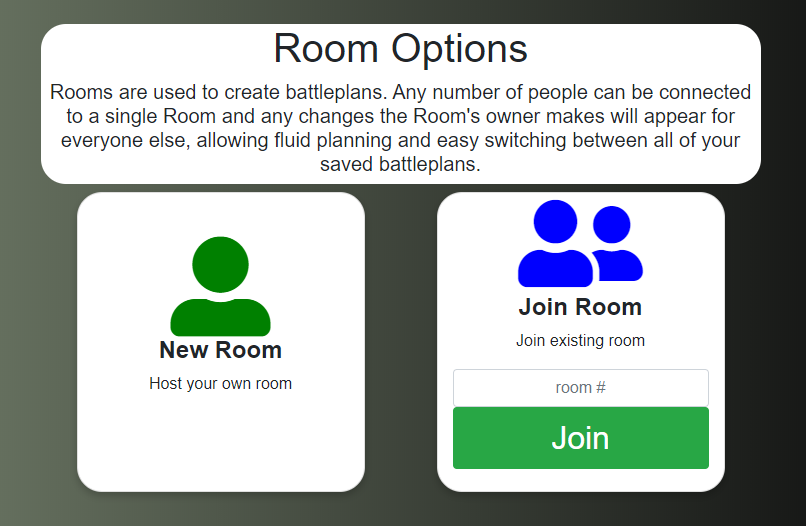 Room Options
Rooms are used to create battleplans. Any number of people can be connected
to a single Room and any changes the Room's owner makes will appear for
everyone else, allowing fluid planning and easy switching between all of your
saved battleplans.
New Room
Host your own room
Join Room
Join existing room
room #
Join